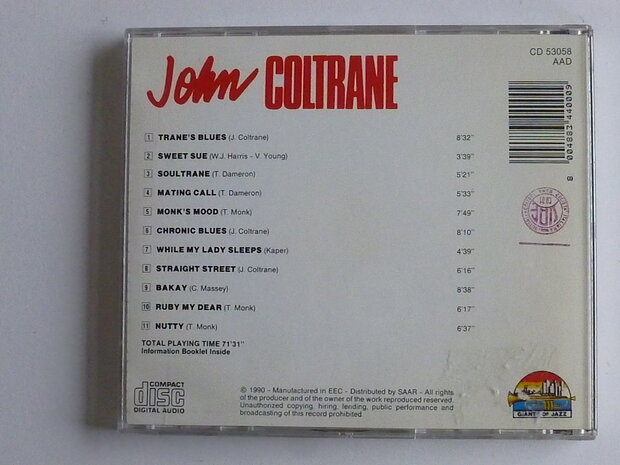 John COLTRANE
CD 53058
AAD
8 004883 440009
1 TRANE'S BLUES (J. Coltrane) 8'32"
2 SWEET SUE (W.J. Harris - V. Young) 3'39"
3 SOULTRANE (T. Dameron) 5'21"
4 MATING CALL (T. Dameron) 5'33"
5 MONK'S MOOD (T. Monk) 7'49"
6 CHRONIC BLUES (J. Coltrane) 8'10"
7 WHILE MY LADY SLEEPS (Kaper) 4'39"
8 STRAIGHT STREET (J. Coltrane) 6'16"
9 BAKAY (C. Massey) 8'38"
10 RUBY MY DEAR (T. Monk) 6'17"
11 NUTTY (T. Monk) 6'37"
TOTAL PLAYING TIME 71'31"
Information Booklet Inside
COMPACT
disc
DIGITAL AUDIO
© 1990 - Manufactured in EEC - Distributed by SAAR - All rights
of the producer and of the owner of the work reproduced reserved.
Unauthorized copying, hiring, lending, public performance and
broadcasting of this record prohibited.
GIANTS OF JAZZ